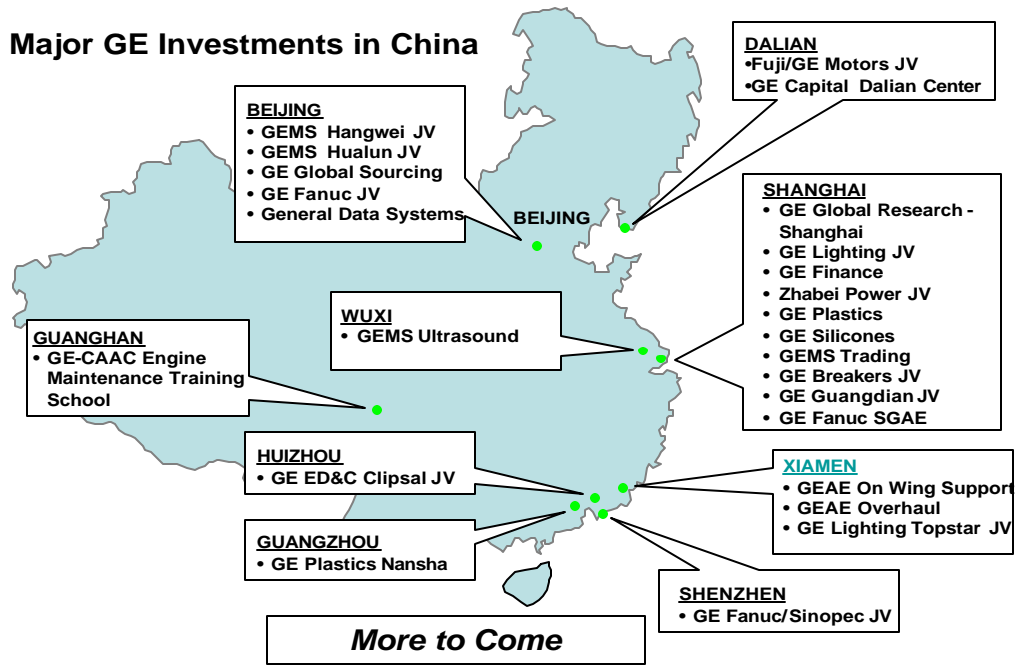 Major GE Investments in China
DALIAN
•Fuji/GE Motors JV
•GE Capital Dalian Center
BEIJING
• GEMS Hangwei JV
• GEMS Hualun JV
• GE Global Sourcing
• GE Fanuc JV
• General Data Systems
BEIJING
SHANGHAI
• GE Global Research -
Shanghai
• GE Lighting JV
• GE Finance
• Zhabei Power JV
• GE Plastics
• GE Silicones
• GEMS Trading
• GE Breakers JV
• GE Guangdian JV
• GE Fanuc SGAE
WUXI
• GEMS Ultrasound
GUANGHAN
• GE-CAAC Engine
Maintenance Training
School
HUIZHOU
• GE ED&C Clipsal JV
XIAMEN
• GEAE On Wing Support
• GEAE Overhaul
• GE Lighting Topstar JV
GUANGZHOU
• GE Plastics Nansha
SHENZHEN
• GE Fanuc/Sinopec JV
More to Come